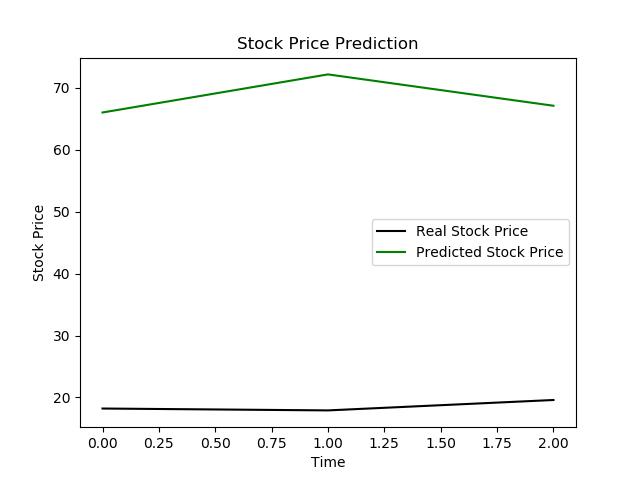 Stock Price Prediction
70
60
50
40
30
20
Stock Price
Real Stock Price
Predicted Stock Price
0.00 0.25 0.50 0.75 1.00 1.25 1.50 1.75 2.00
Time